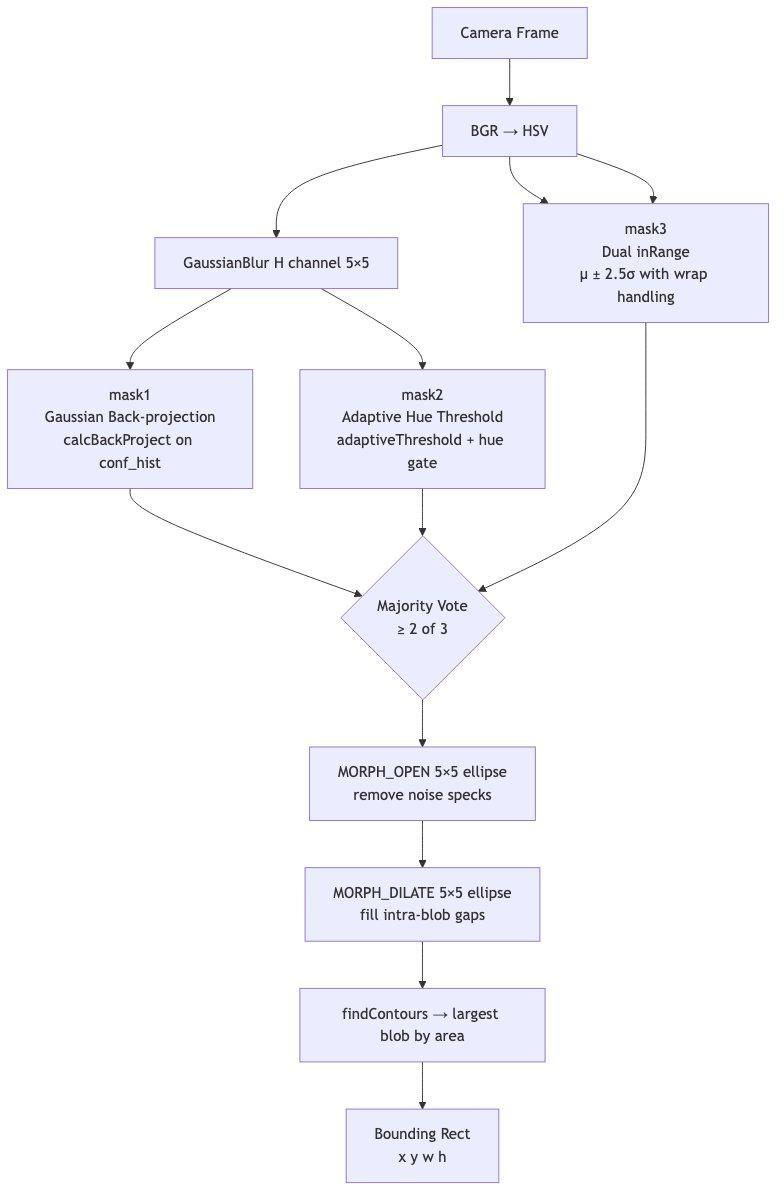 Camera Frame
BGR → HSV
mask3
Dual inRange
μ ± 2.5σ with wrap
handling
GaussianBlur H channel 5×5
mask1
Gaussian Back-projection
calcBackProject on
conf_hist
mask2
Adaptive Hue Threshold
adaptiveThreshold + hue
gate
Majority Vote
≥ 2 of 3
MORPH_OPEN 5×5 ellipse
remove noise specks
MORPH_DILATE 5×5 ellipse
fill intra-blob gaps
findContours → largest
blob by area
Bounding Rect
x y w h